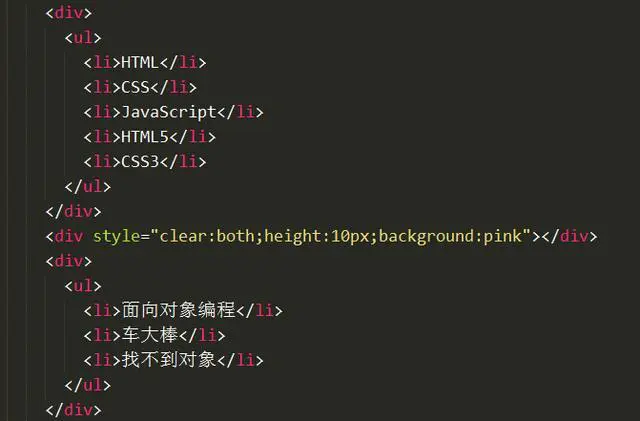 <div>
<ul>
<li>HTML</li>
<li>CSS</li>
<li>JavaScript</li>
<li>HTML5</li>
<li>CSS3</li>
</ul>
</div>
<div style="clear:both;height:10px;background:pink"></div>
<div>
<ul>
<li>面向对象编程</li>
<li>车大棒</li>
<li>找不到对象</li>
</ul>
</div>